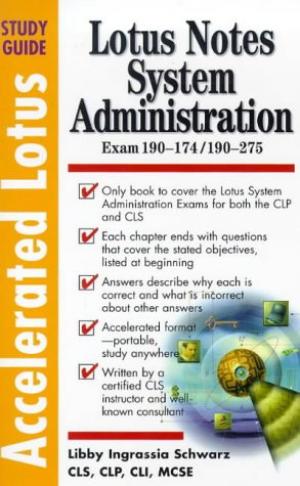 STUDY
GUIDE
Accelerated Lotus
Lotus Notes
System
Administration
Exam 190-174/190-275
Only book to cover the Lotus System
Administration Exams for both the CLP
and CLS
Each chapter ends with questions
that cover the stated objectives,
listed at beginning
Answers describe why each is
correct and what is incorrect
about other answers
Accelerated format
—portable,
study anywhere
Written by a
certified CLS
instructor and well-
known consultant
Libby Ingrassia Schwarz
CLS, CLP, CLI, MCSE